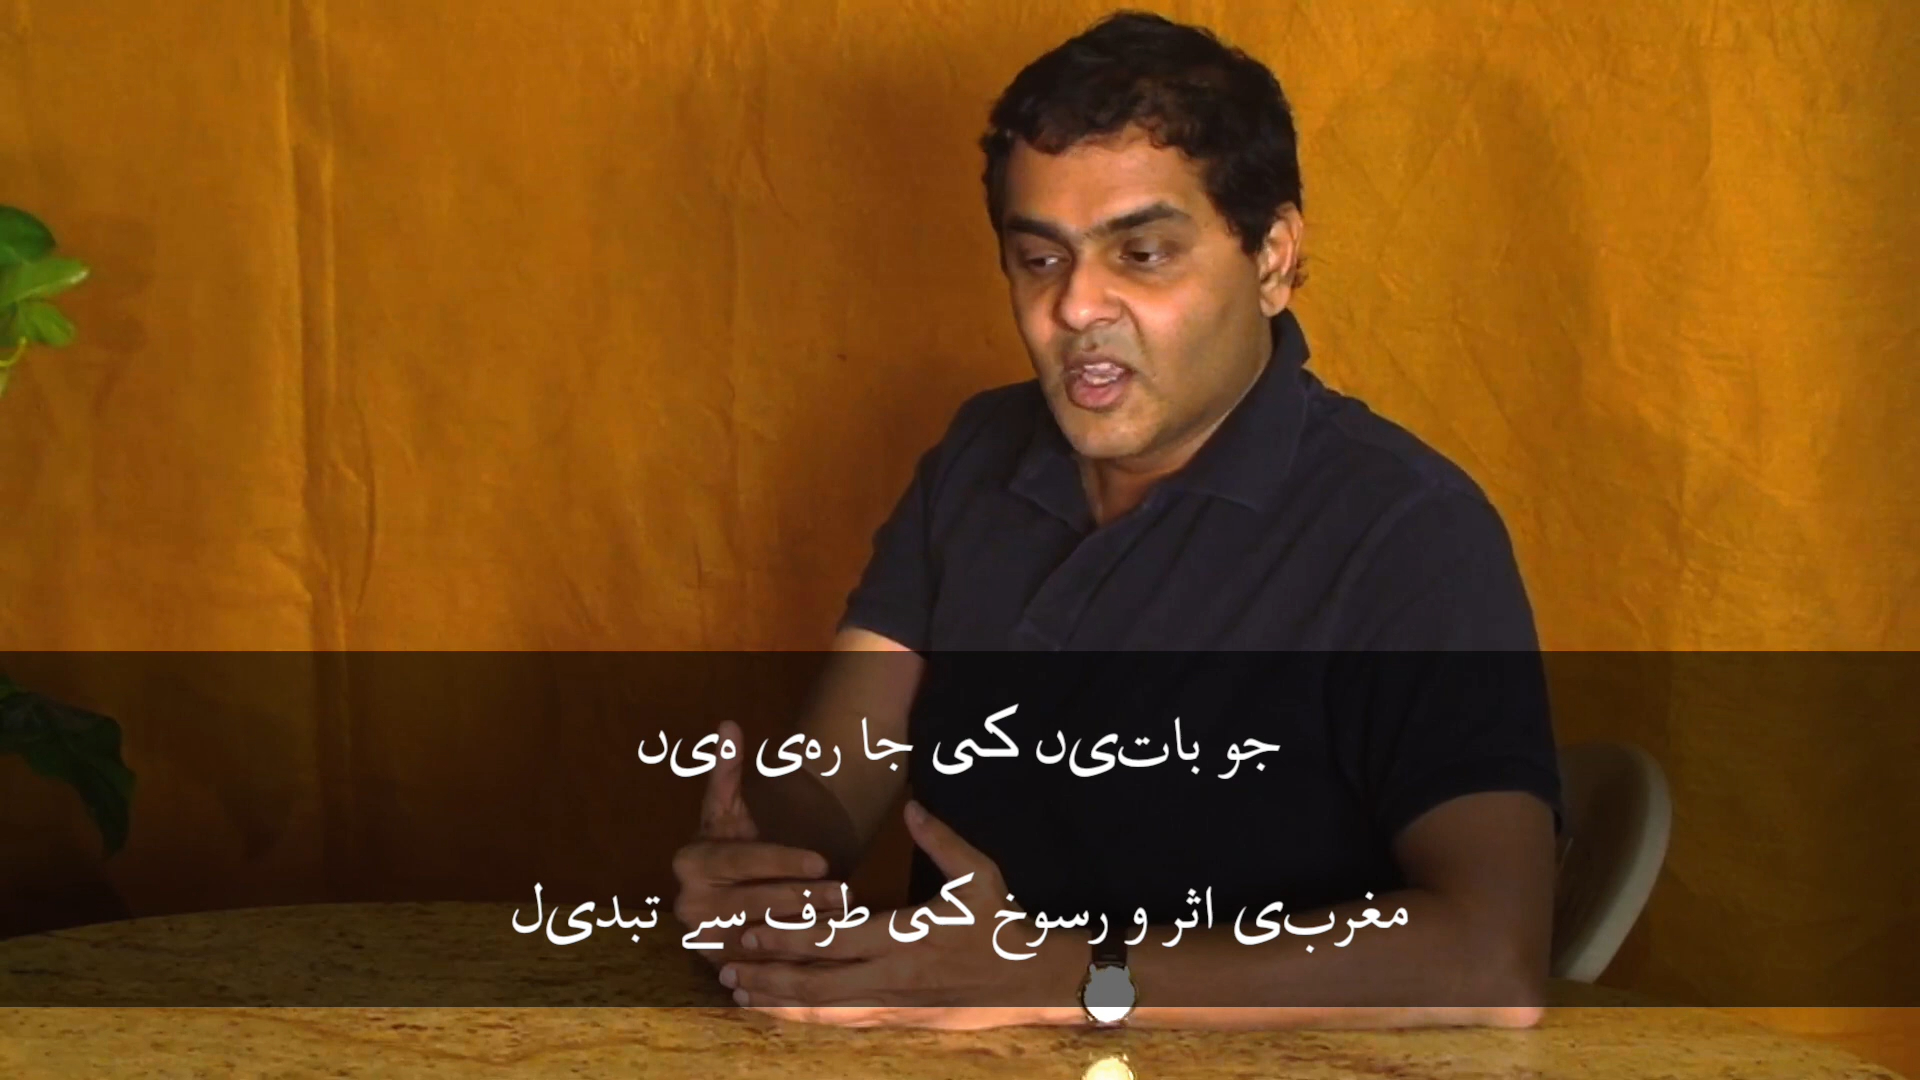 جو باتیں کی جا رہی ہیں
مغربی اثر و رسوخ کی طرف سے تبدیل